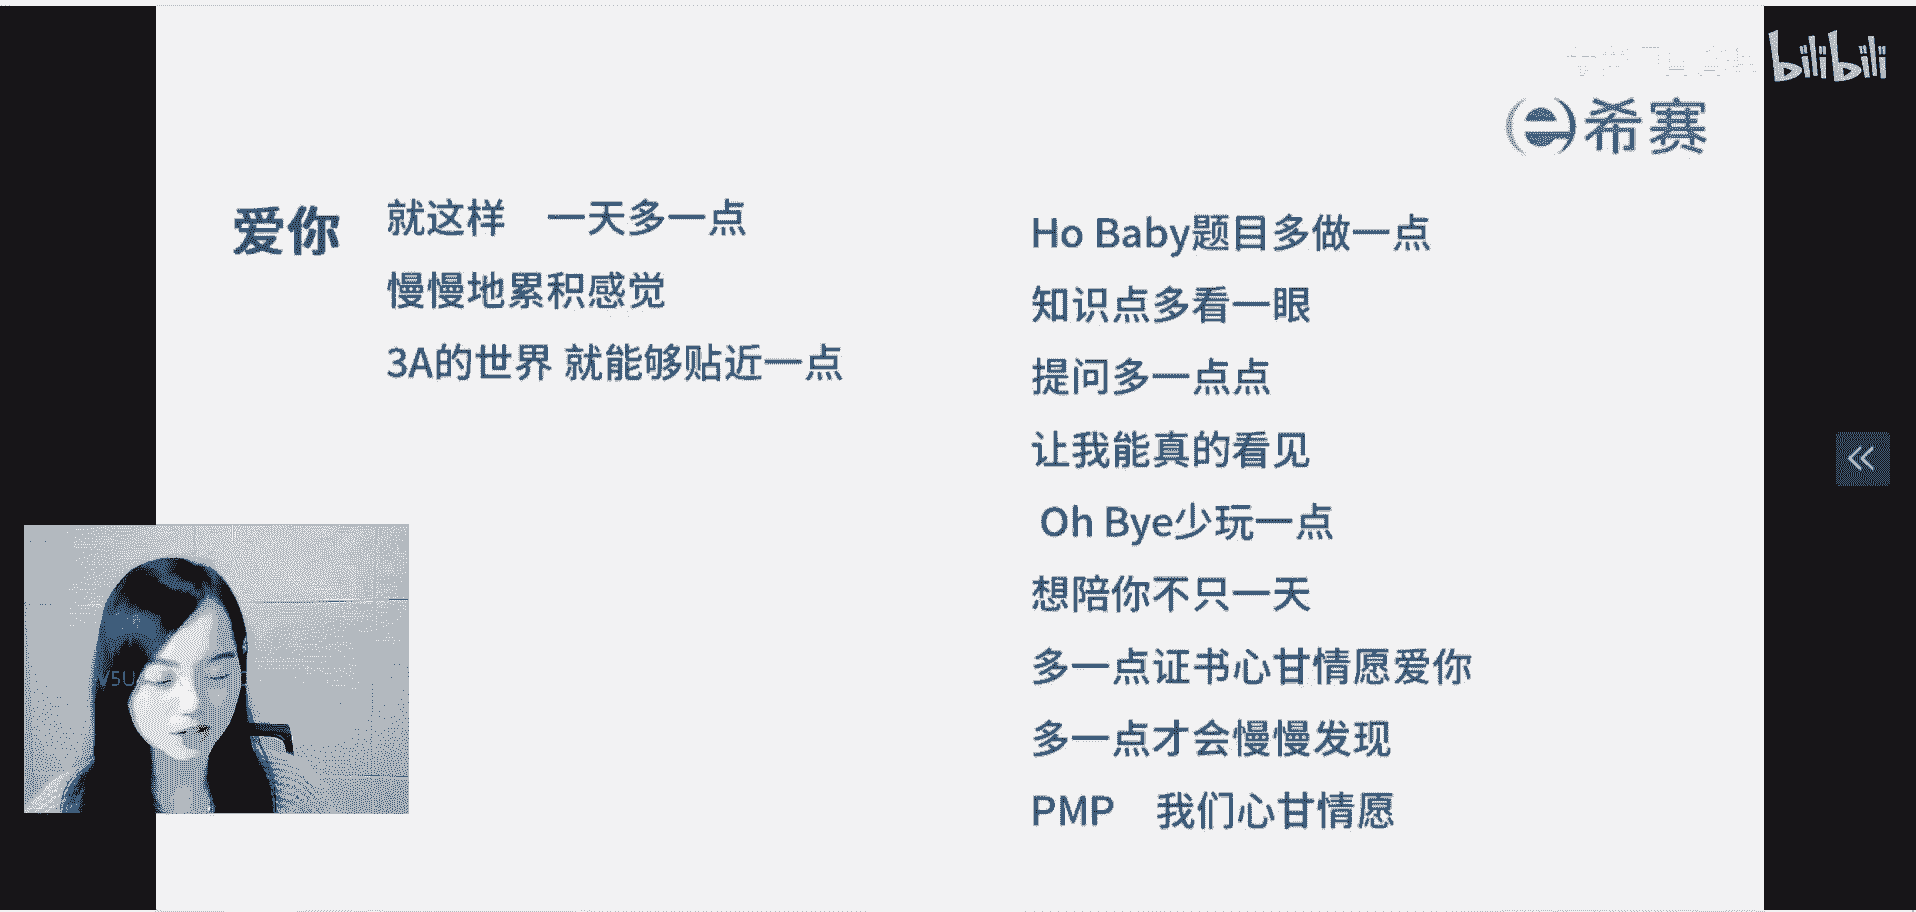 bilibili
希赛
爱你
就这样 一天多一点
慢慢地累积感觉
3A的世界 就能够贴近一点
Ho Baby题目多做一点
知识点多看一眼
提问多一点点
让我能真的看见
Oh Bye少玩一点
想陪你不只一天
多一点证书心甘情愿爱你
多一点才会慢慢发现
PMP 我们心甘情愿